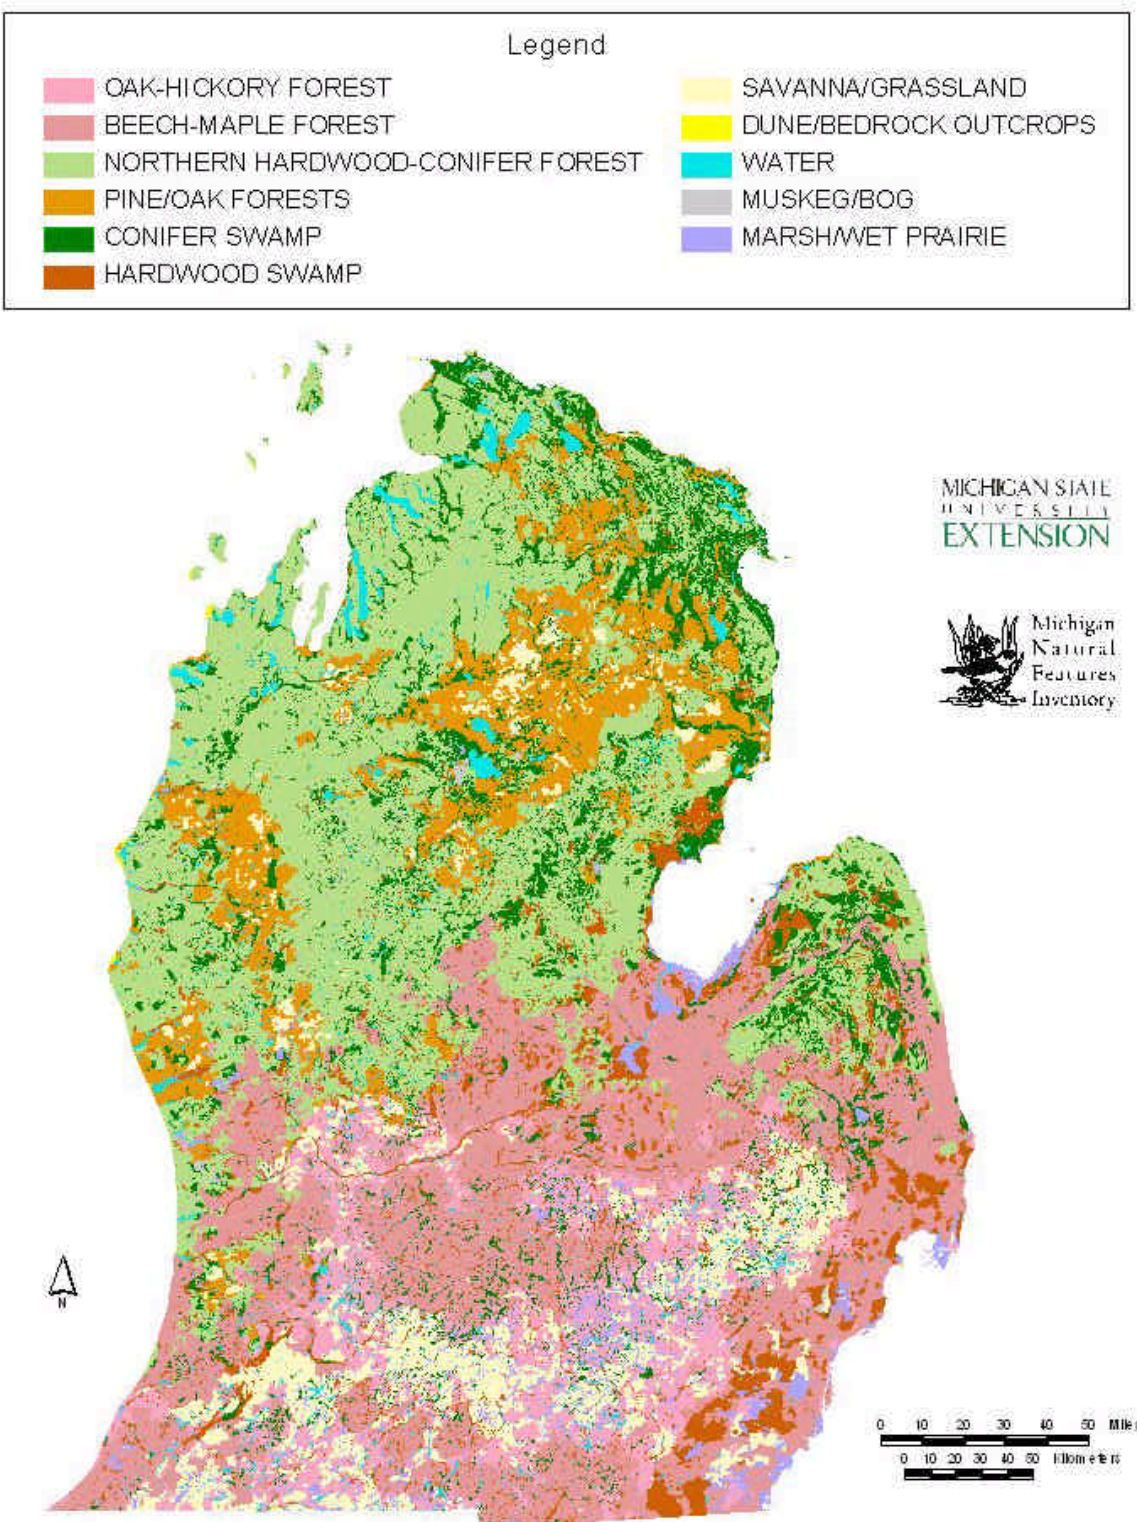 Legend
OAK-HICKORY FOREST
BEECH-MAPLE FOREST
NORTHERN HARDWOOD-CONIFER FOREST
PINE/OAK FORESTS
CONIFER SWAMP
HARDWOOD SWAMP
SAVANNA/GRASSLAND
DUNE/BEDROCK OUTCROPS
WATER
MUSKEG/BOG
MARSH/WET PRAIRIE
MICHIGAN STATE
UNIVERSITY
EXTENSION
Michigan
Natural
Features
Inventory
N
0 10 20 30 40 50 Miles
0 10 20 30 40 50 Kilometers